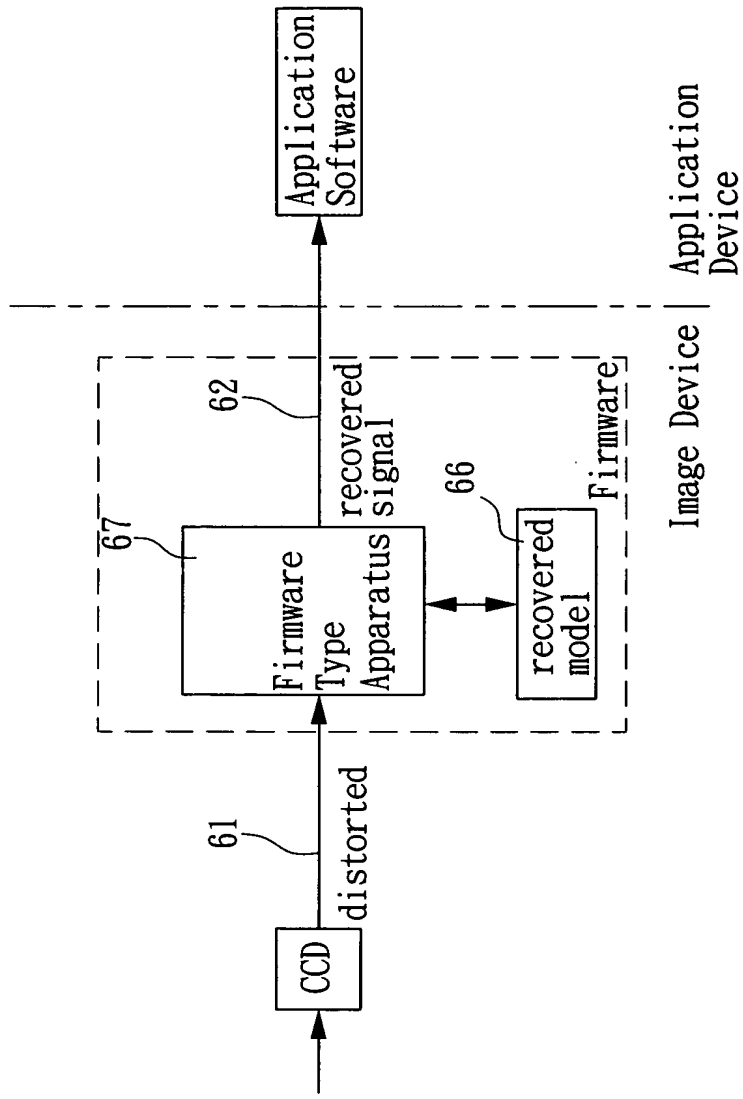 CCD
61
distorted
67
Firmware
Type
Apparatus
66
recovered
model
62
recovered
signal
Firmware
Image Device
Application
Software
Application
Device